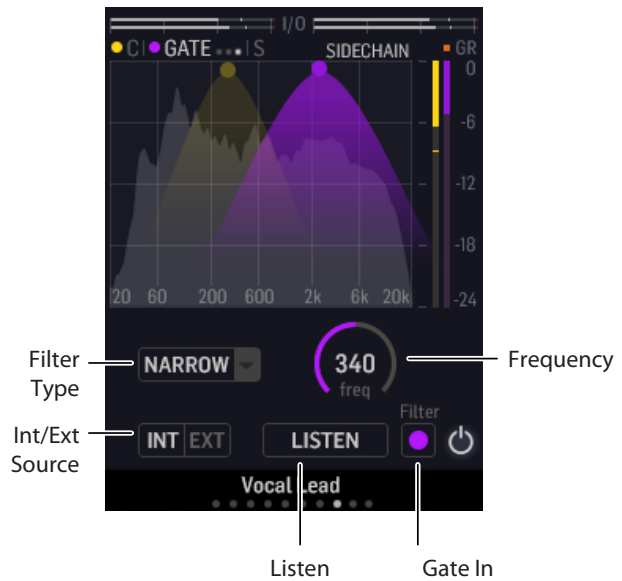 I/O
C | GATE | S SIDECHAIN GR
0
-6
-12
-18
-24
20 60 200 600 2k 6k 20k
Filter Type
NARROW
340
freq
Frequency
Int/Ext Source
INT EXT
LISTEN
Filter
Vocal Lead
Listen
Gate In